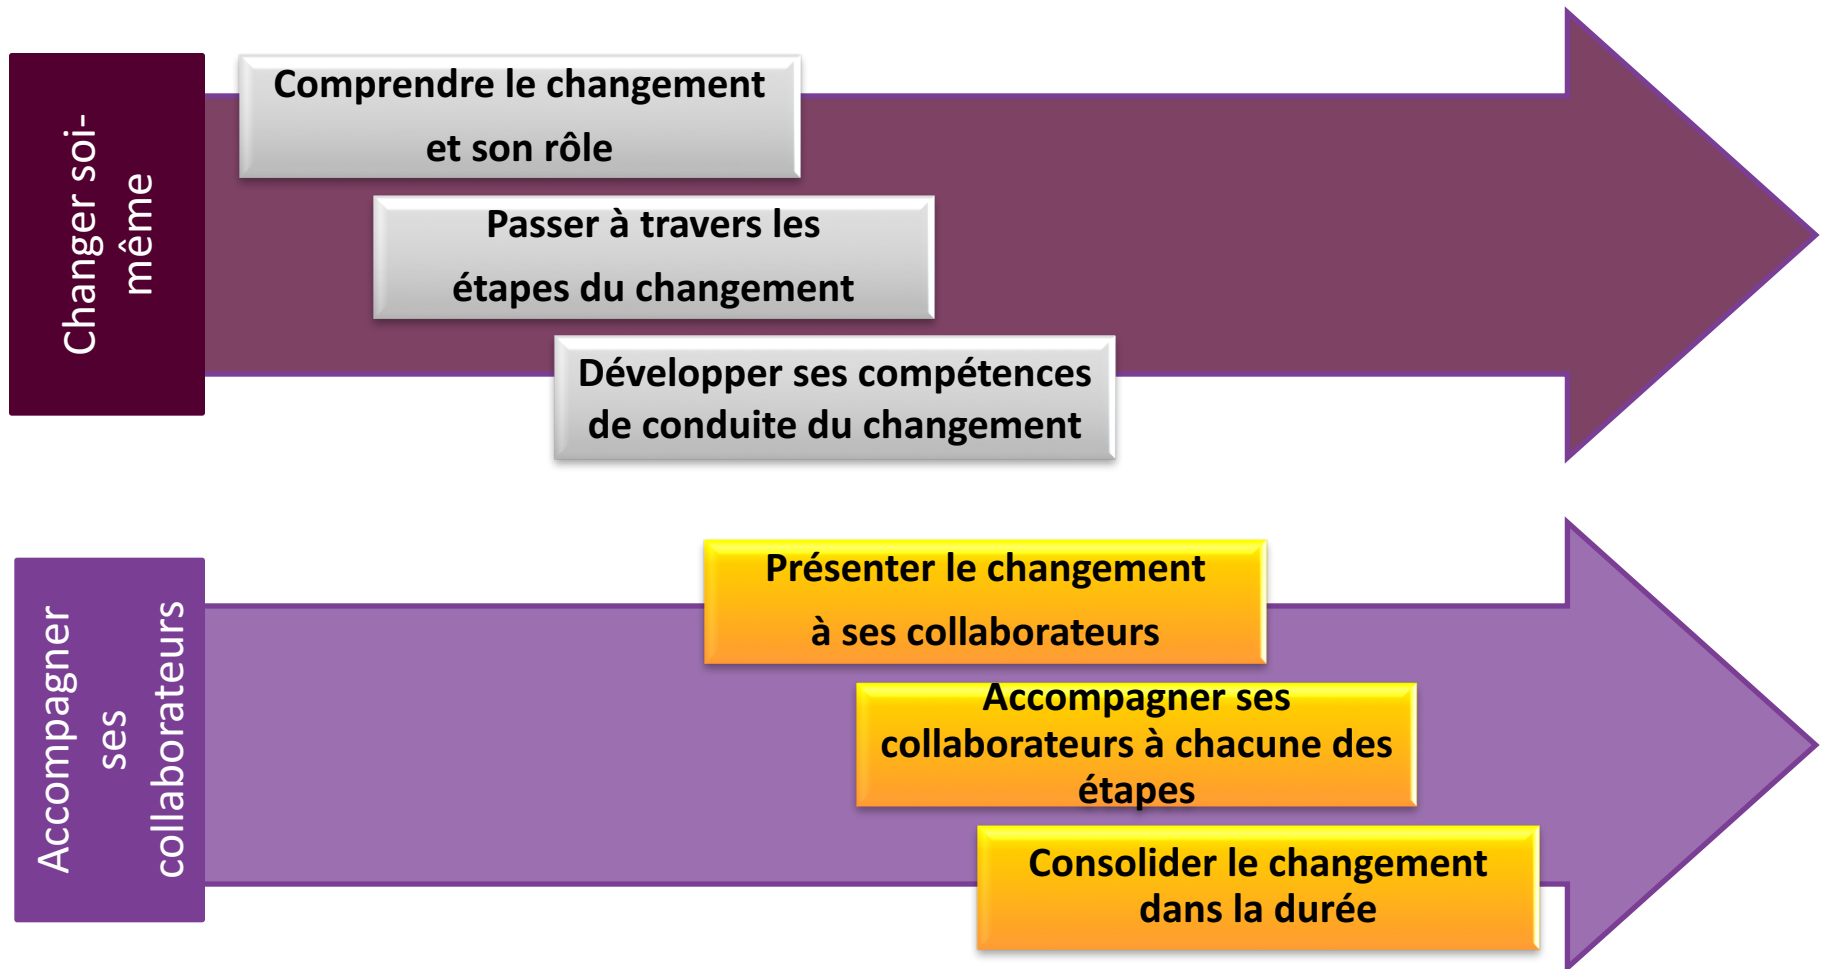 Changer soi-
même
Comprendre le changement
et son rôle
Passer à travers les
étapes du changement
Développer ses compétences
de conduite du changement
Accompagner
ses
collaborateurs
Présenter le changement
à ses collaborateurs
Accompagner ses
collaborateurs à chacune des
étapes
Consolider le changement
dans la durée